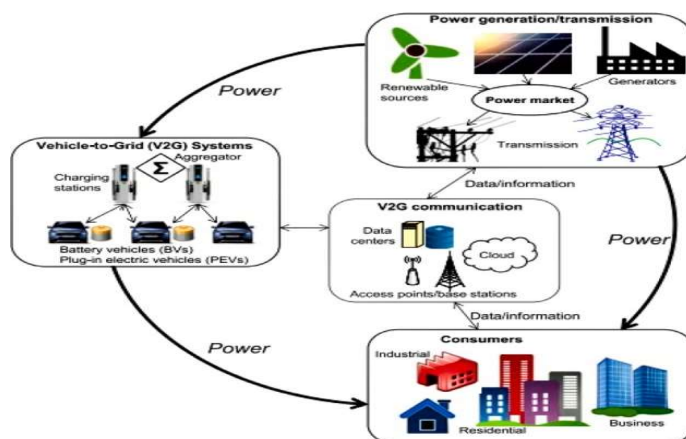 Power generation/transmission
Renewable
sources
Generators
Power market
Transmission
Power
Vehicle-to-Grid (V2G) Systems
Aggregator
Charging
stations
Σ
Battery vehicles (BVs)
Plug-in electric vehicles (PEVs)
Data/information
V2G communication
Data
centers
Cloud
Access points/base stations
Power
Data/information
Power
Consumers
Industrial
Residential
Business